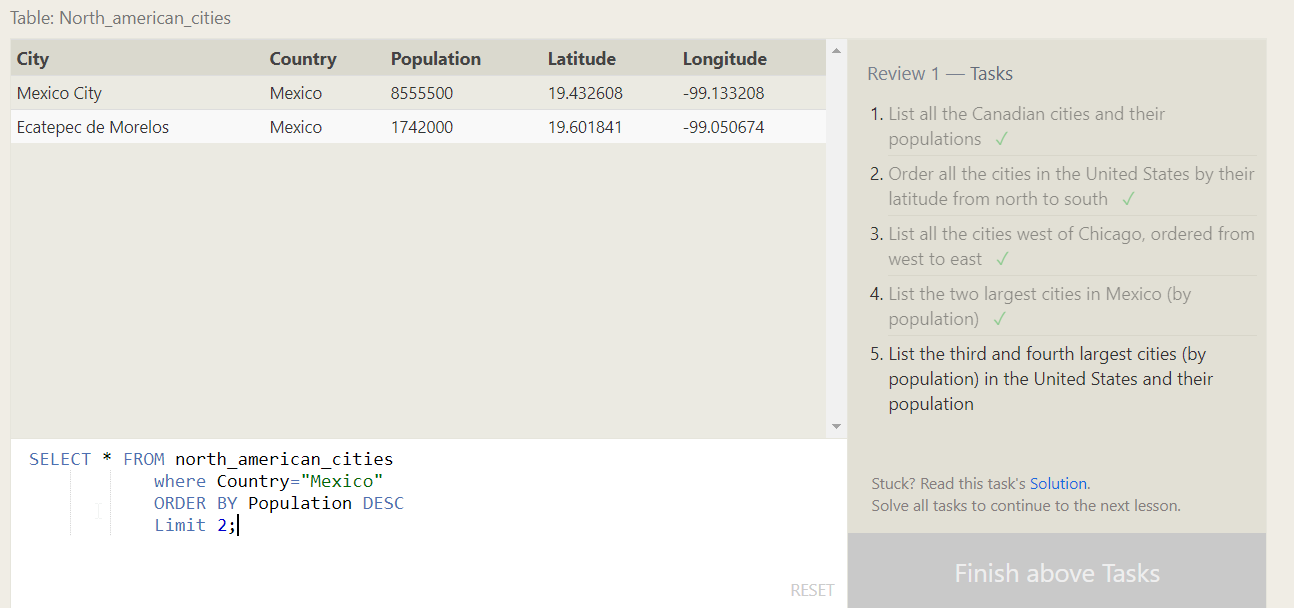 Table: North_american_cities
City Country Population Latitude Longitude
Mexico City Mexico 8555500 19.432608 -99.133208
Ecatepec de Morelos Mexico 1742000 19.601841 -99.050674
SELECT * FROM north_american_cities
where Country="Mexico"
ORDER BY Population DESC
Limit 2;
RESET
Review 1 — Tasks
1. List all the Canadian cities and their
populations ✓
2. Order all the cities in the United States by their
latitude from north to south ✓
3. List all the cities west of Chicago, ordered from
west to east ✓
4. List the two largest cities in Mexico (by
population) ✓
5. List the third and fourth largest cities (by
population) in the United States and their
population
Stuck? Read this task's Solution.
Solve all tasks to continue to the next lesson.
Finish above Tasks